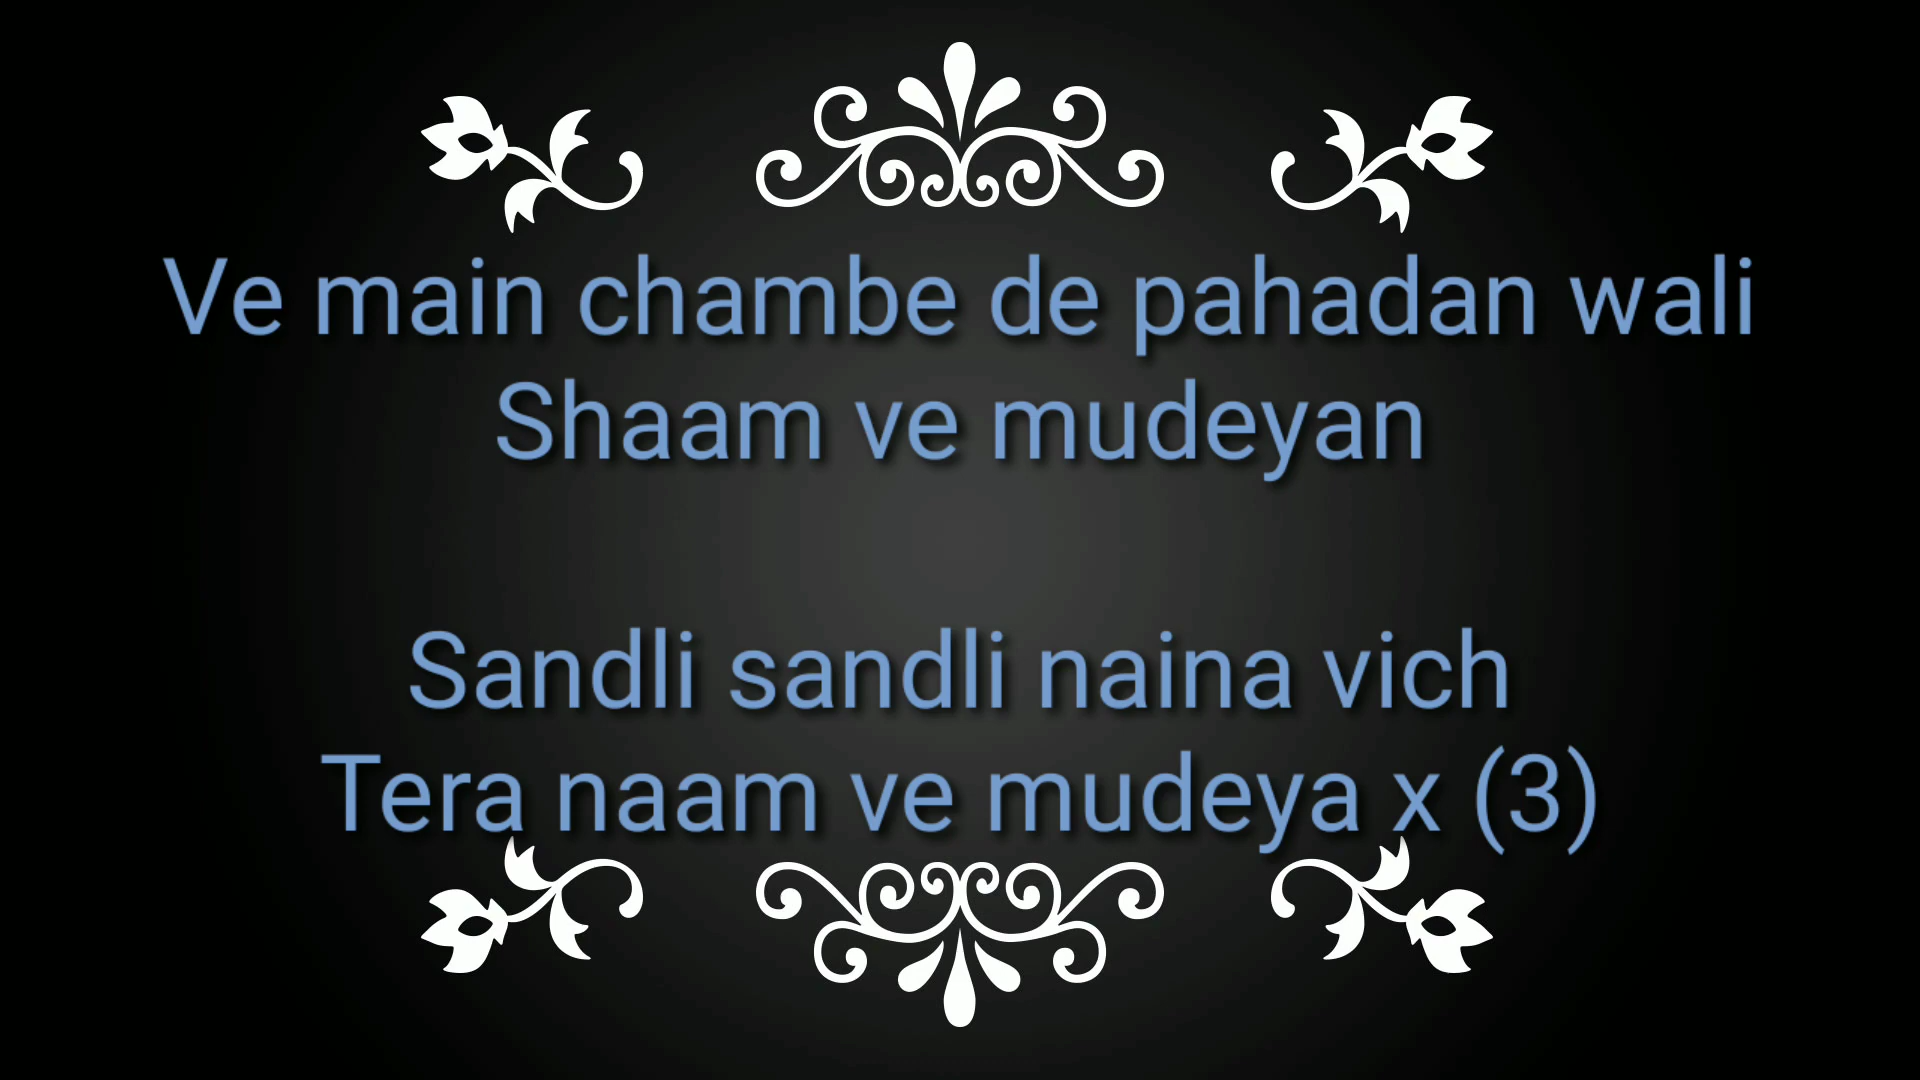 Ve main chambe de pahadan wali
Shaam ve mudeyan
Sandli sandli naina vich
Tera naam ve mudeya x (3)